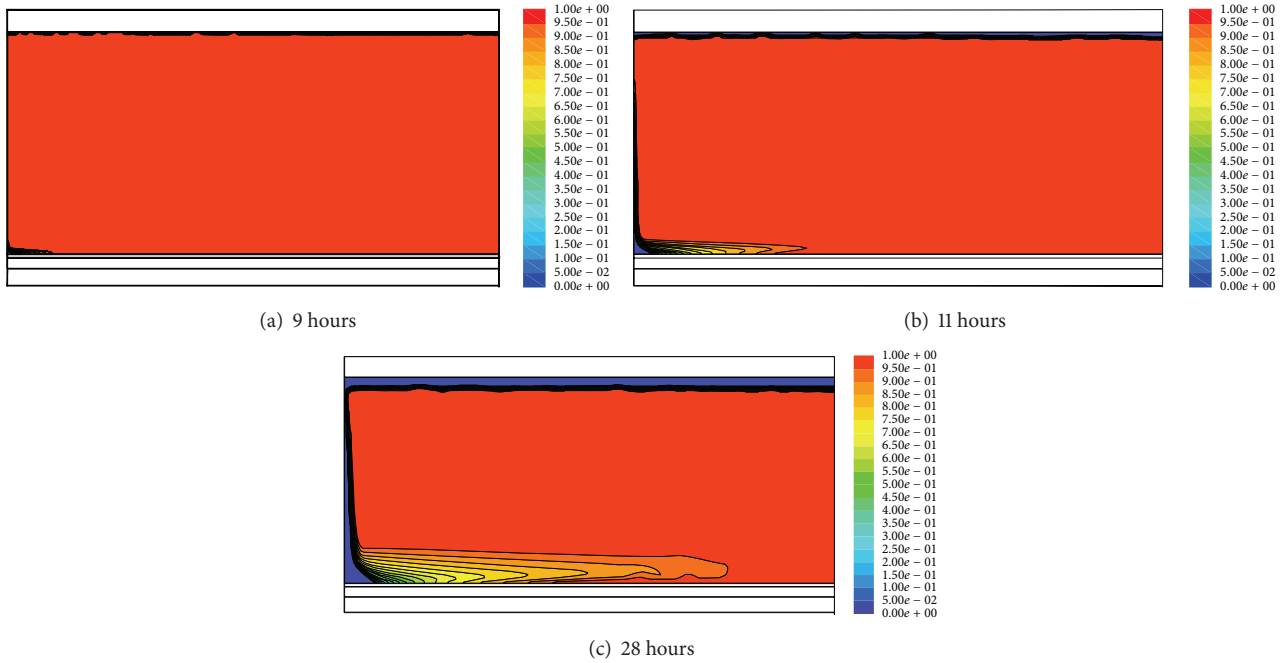 1.00e + 00
9.50e − 01
9.00e − 01
8.50e − 01
8.00e − 01
7.50e − 01
7.00e − 01
6.50e − 01
6.00e − 01
5.50e − 01
5.00e − 01
4.50e − 01
4.00e − 01
3.50e − 01
3.00e − 01
2.50e − 01
2.00e − 01
1.50e − 01
1.00e − 01
5.00e − 02
0.00e + 00
(a) 9 hours
1.00e + 00
9.50e − 01
9.00e − 01
8.50e − 01
8.00e − 01
7.50e − 01
7.00e − 01
6.50e − 01
6.00e − 01
5.50e − 01
5.00e − 01
4.50e − 01
4.00e − 01
3.50e − 01
3.00e − 01
2.50e − 01
2.00e − 01
1.50e − 01
1.00e − 01
5.00e − 02
0.00e + 00
(b) 11 hours
1.00e + 00
9.50e − 01
9.00e − 01
8.50e − 01
8.00e − 01
7.50e − 01
7.00e − 01
6.50e − 01
6.00e − 01
5.50e − 01
5.00e − 01
4.50e − 01
4.00e − 01
3.50e − 01
3.00e − 01
2.50e − 01
2.00e − 01
1.50e − 01
1.00e − 01
5.00e − 02
0.00e + 00
(c) 28 hours